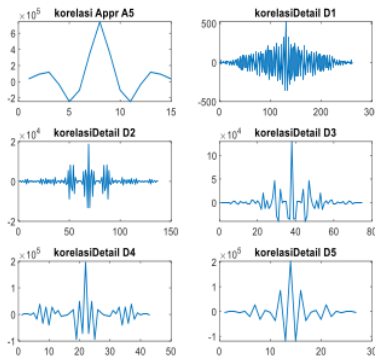 korelasi Appr A5
×10^5
6
4
2
0
-2
0 5 10 15
korelasiDetail D1
500
0
-500
0 100 200 300
korelasiDetail D2
×10^4
2
0
-2
0 50 100 150
korelasiDetail D3
×10^4
10
5
0
0 20 40 60 80
korelasiDetail D4
×10^5
2
1
0
-1
0 10 20 30 40 50
korelasiDetail D5
×10^5
2
1
0
-1
0 10 20 30